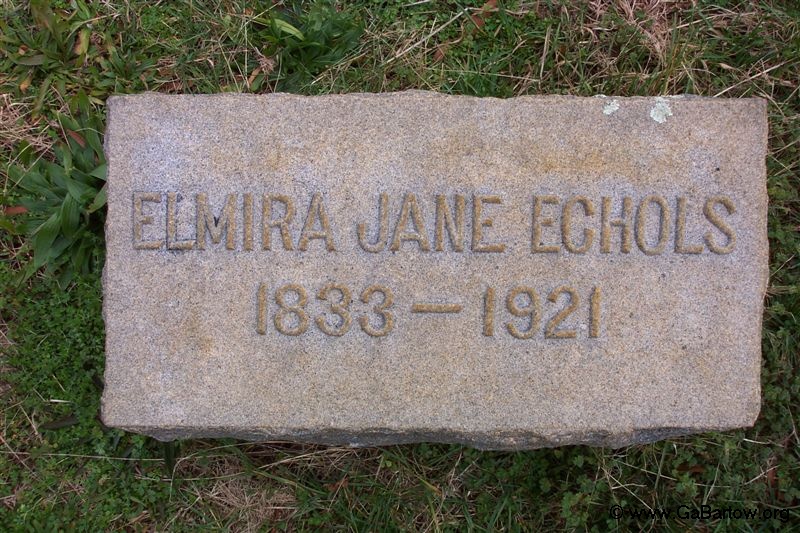 ELMIRA JANE ECHOLS
1833 — 1921
© www.GaBartow.org